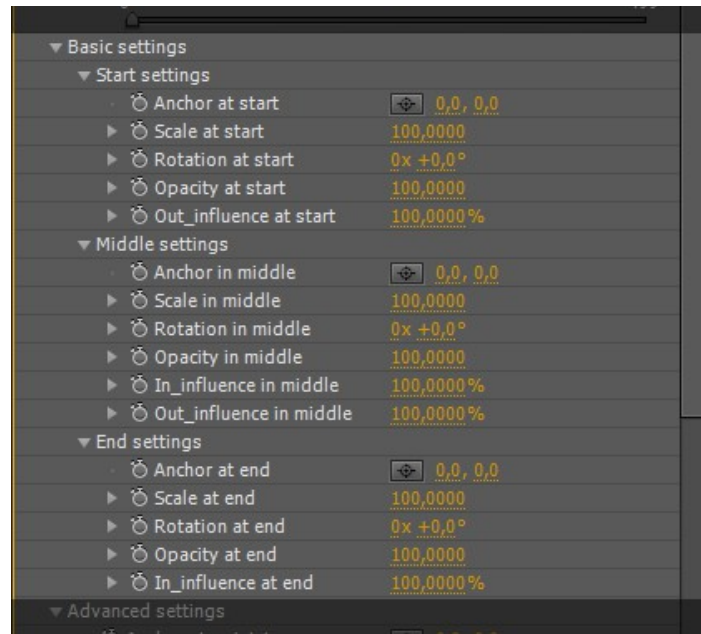 Basic settings
Start settings
Anchor at start 0,0, 0,0
Scale at start 100,0000
Rotation at start 0x +0,0°
Opacity at start 100,0000
Out_influence at start 100,0000%
Middle settings
Anchor in middle 0,0, 0,0
Scale in middle 100,0000
Rotation in middle 0x +0,0°
Opacity in middle 100,0000
In_influence in middle 100,0000%
Out_influence in middle 100,0000%
End settings
Anchor at end 0,0, 0,0
Scale at end 100,0000
Rotation at end 0x +0,0°
Opacity at end 100,0000
In_influence at end 100,0000%
Advanced settings